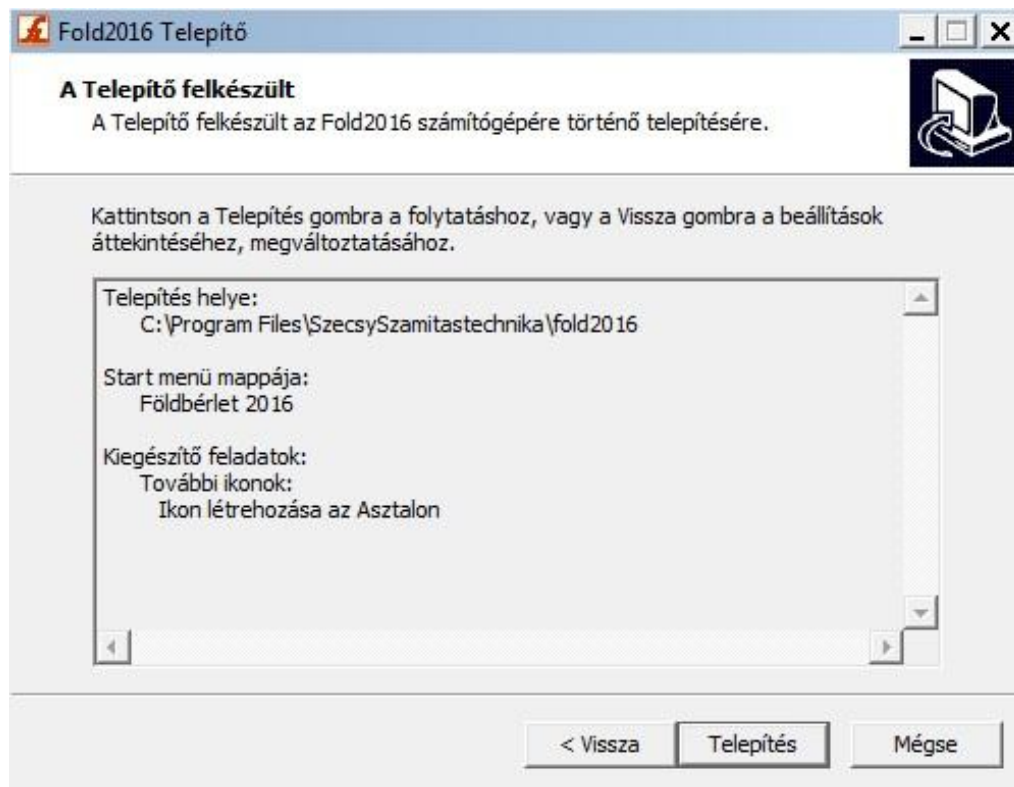 Fold2016 Telepítő
A Telepítő felkészült
A Telepítő felkészült az Fold2016 számítógépére történő telepítésére.
Kattintson a Telepítés gombra a folytatáshoz, vagy a Vissza gombra a beállítások
áttekintéséhez, megváltoztatásához.
Telepítés helye:
C:\Program Files\SzecsySzamitastechnika\fold2016
Start menü mappája:
Földbérlet 2016
Kiegészítő feladatok:
További ikonok:
Ikon létrehozása az Asztalon
< Vissza
Telepítés
Mégse